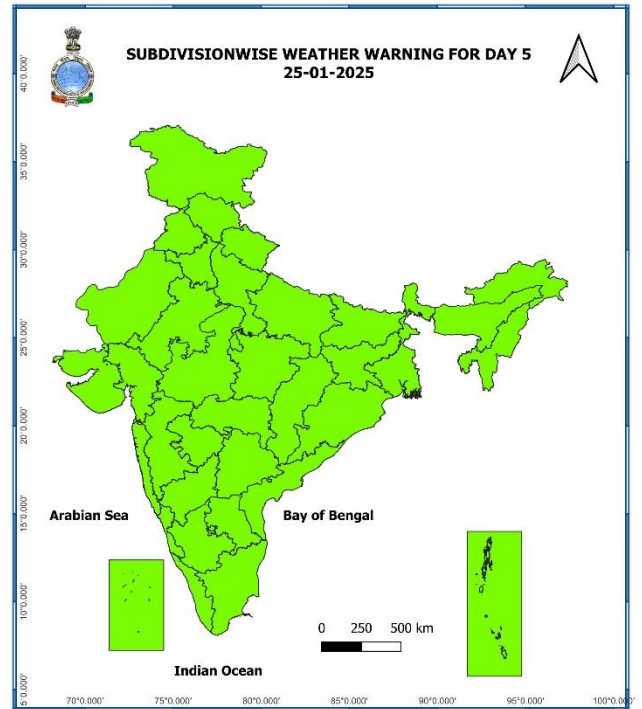 SUBDIVISIONWISE WEATHER WARNING FOR DAY 5
25-01-2025
40°0.000'
35°0.000'
30°0.000'
25°0.000'
20°0.000'
15°0.000'
10°0.000'
5°0.000'
Arabian Sea
Bay of Bengal
0 250 500 km
Indian Ocean
70°0.000' 75°0.000' 80°0.000' 85°0.000' 90°0.000' 95°0.000' 100°0.000'